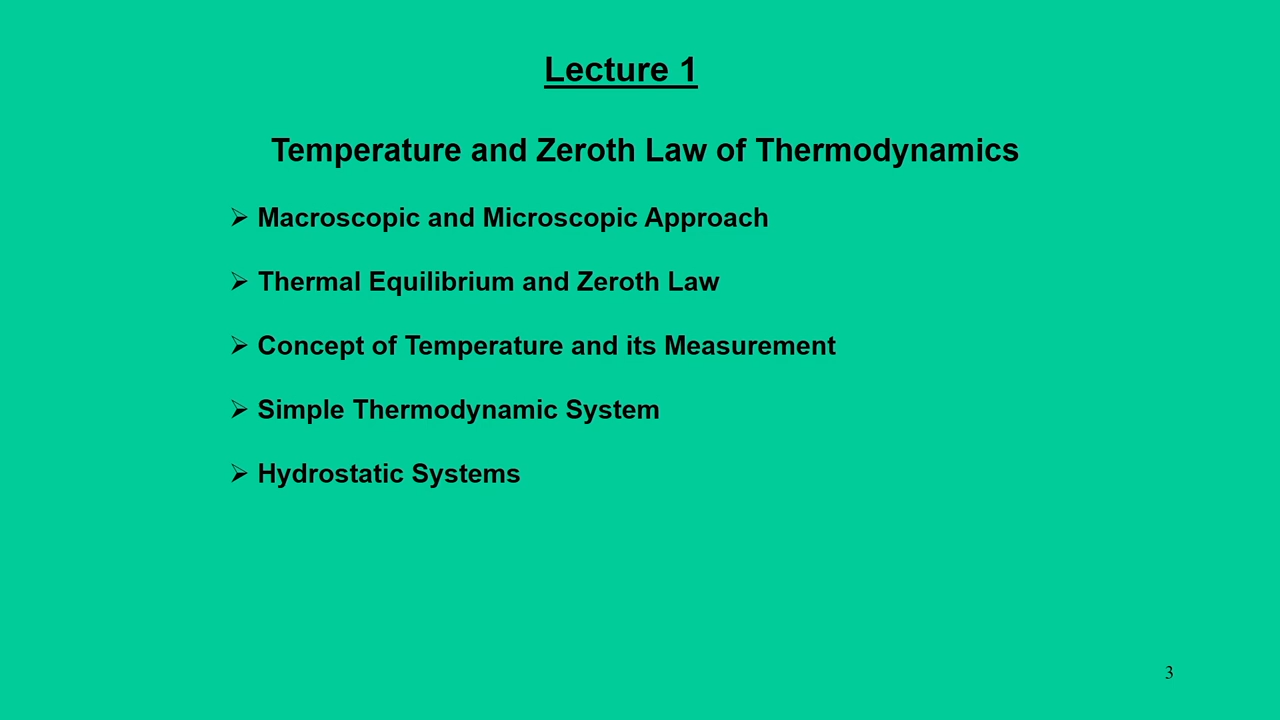 Lecture 1
Temperature and Zeroth Law of Thermodynamics
➢ Macroscopic and Microscopic Approach
➢ Thermal Equilibrium and Zeroth Law
➢ Concept of Temperature and its Measurement
➢ Simple Thermodynamic System
➢ Hydrostatic Systems
3